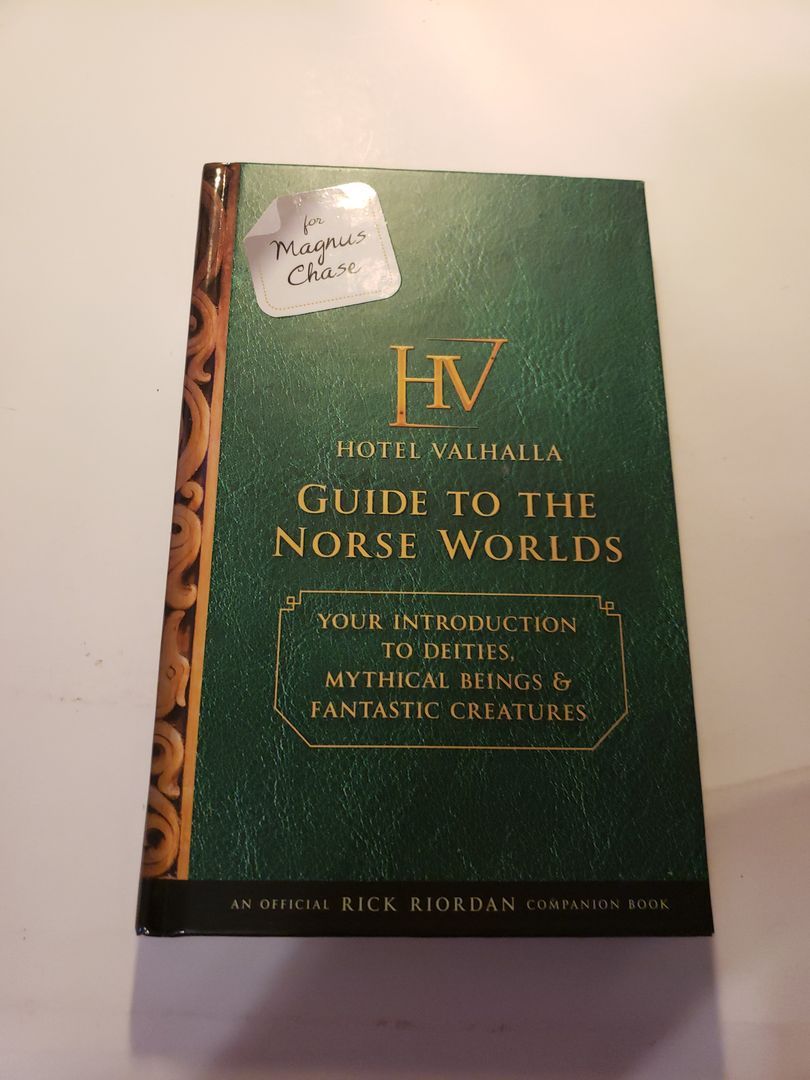 for
Magnus
Chase
HV
HOTEL VALHALLA
GUIDE TO THE
NORSE WORLDS
YOUR INTRODUCTION
TO DEITIES,
MYTHICAL BEINGS &
FANTASTIC CREATURES
AN OFFICIAL RICK RIORDAN COMPANION BOOK